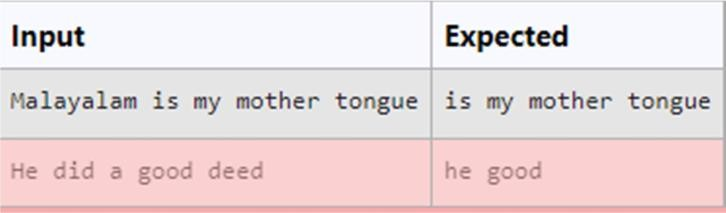 Input Expected
Malayalam is my mother tongue is my mother tongue
He did a good deed he good